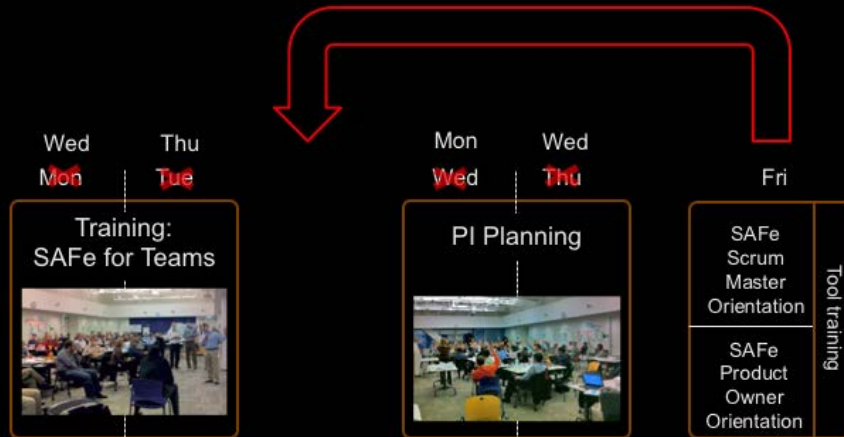 Wed
Thu
Mon
Tue
Mon
Wed
Wed
Thu
Fri
Training:
SAFe for Teams
PI Planning
SAFe
Scrum
Master
Orientation
SAFe
Product
Owner
Orientation
Tool training